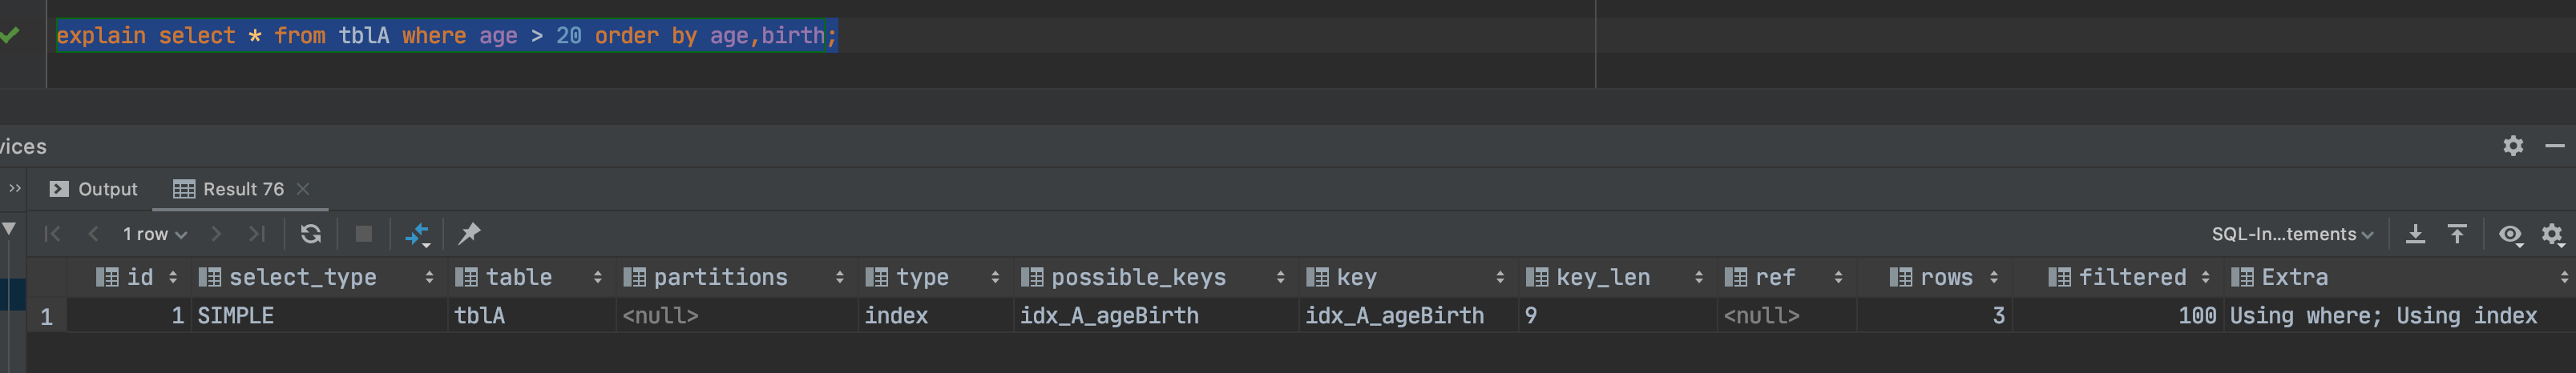 explain select * from tblA where age > 20 order by age,birth;
vices
Output Result 76
1 row SQL-In...tements
id select_type table partitions type possible_keys key key_len ref rows filtered Extra
1 1 SIMPLE tblA <null> index idx_A_ageBirth idx_A_ageBirth 9 <null> 3 100 Using where; Using index